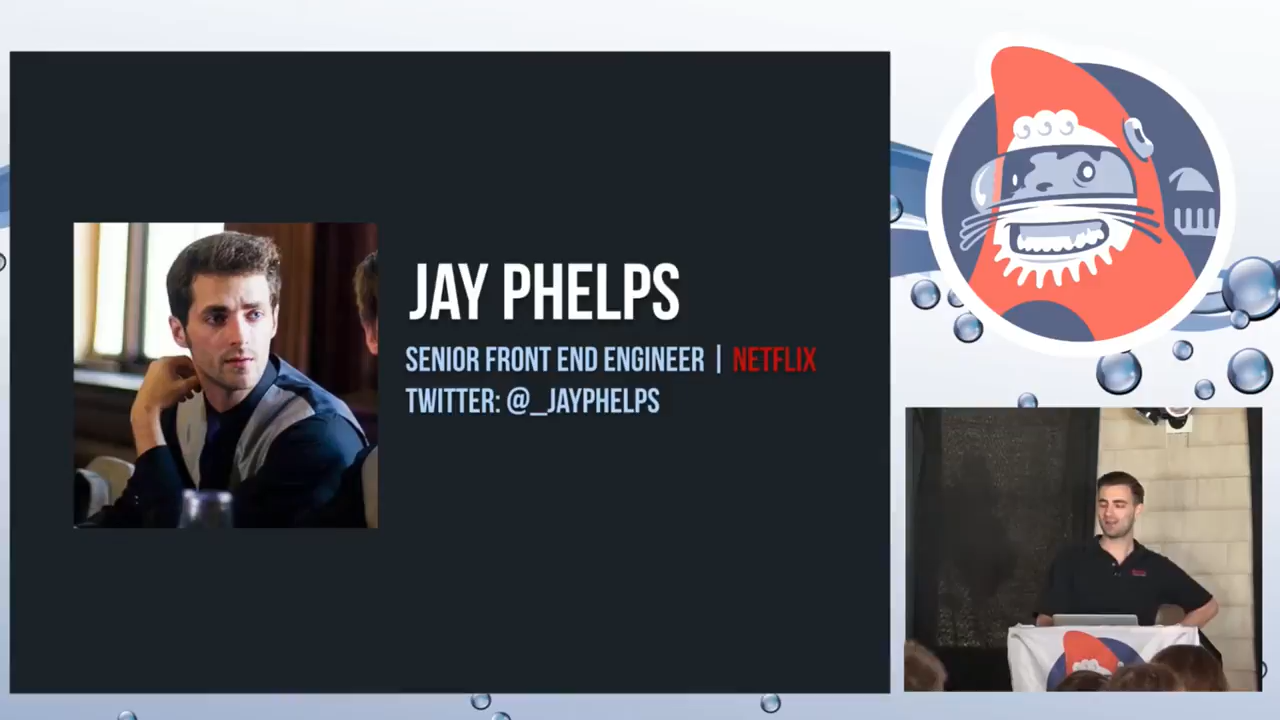 JAY PHELPS
SENIOR FRONT END ENGINEER | NETFLIX
TWITTER: @_JAYPHELPS